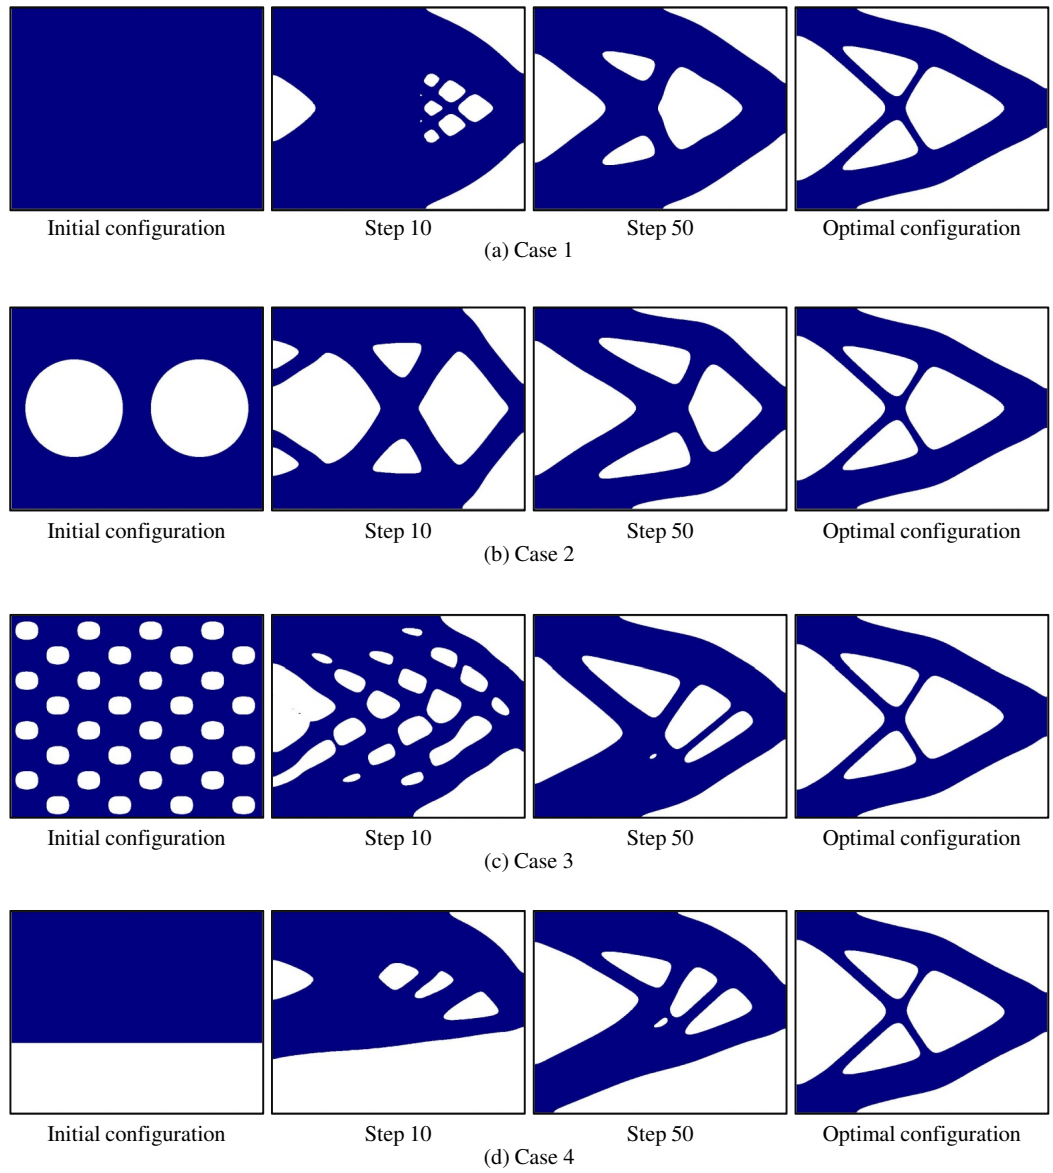 Initial configuration Step 10 Step 50 Optimal configuration
(a) Case 1
Initial configuration Step 10 Step 50 Optimal configuration
(b) Case 2
Initial configuration Step 10 Step 50 Optimal configuration
(c) Case 3
Initial configuration Step 10 Step 50 Optimal configuration
(d) Case 4